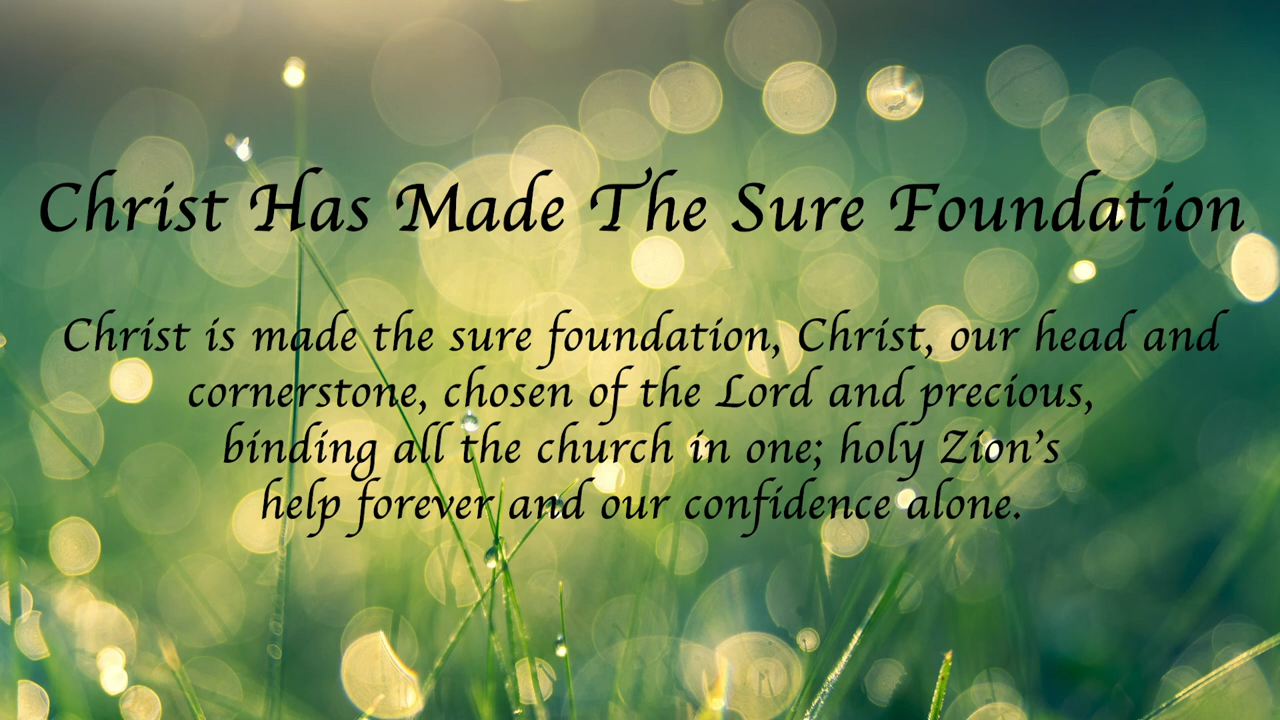 Christ Has Made The Sure Foundation
Christ is made the sure foundation, Christ, our head and
cornerstone, chosen of the Lord and precious,
binding all the church in one; holy Zion's
help forever and our confidence alone.